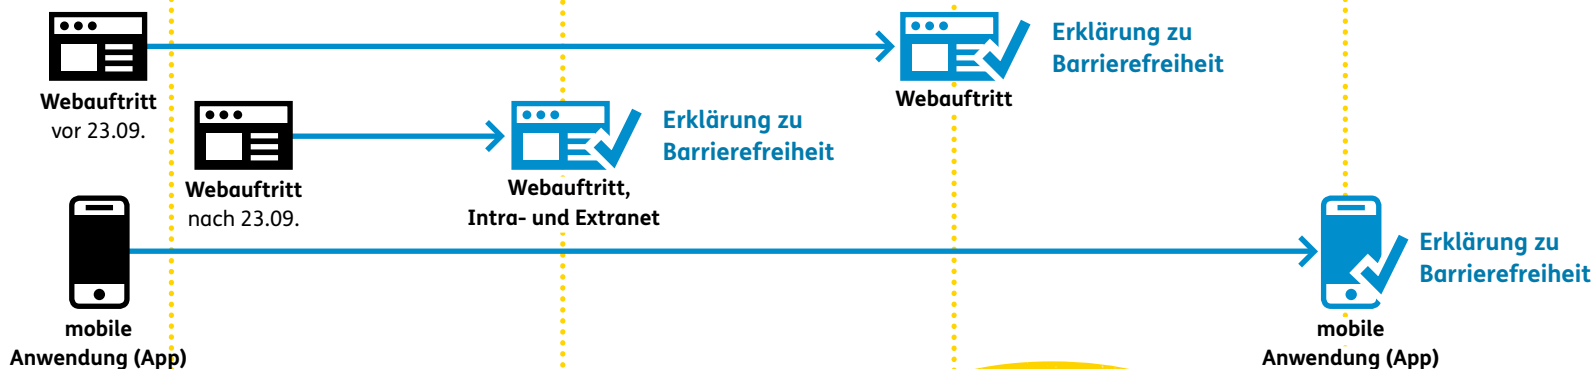 Webauftritt
vor 23.09.
Webauftritt
Erklärung zu
Barrierefreiheit
Webauftritt
nach 23.09.
Webauftritt,
Intra- und Extranet
Erklärung zu
Barrierefreiheit
mobile
Anwendung (App)
mobile
Anwendung (App)
Erklärung zu
Barrierefreiheit